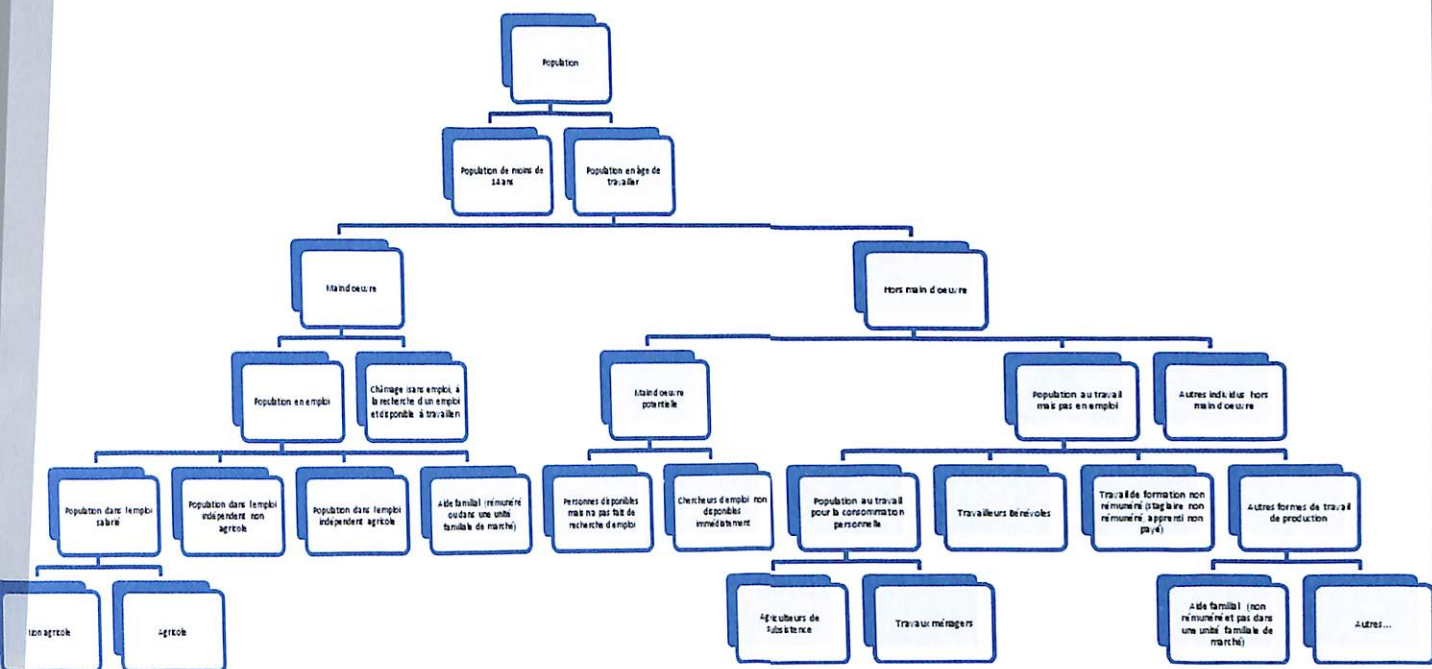 Population
Population de moins de
14 ans
Population en âge de
travailler
Main d oeuvre
Hors main d oeuvre
Population en emploi
Chômage (sans emploi, à
la recherche d un emploi
et disponible à travailler)
Main d oeuvre
potentielle
Population au travail
mais pas en emploi
Autres individus hors
main d oeuvre
Population dans l emploi
salarié
Population dans l emploi
indépendant non
agricole
Population dans l emploi
indépendent agricole
Aide familial (rémunéré
ou dans une unité
familiale de marché)
Personnes disponibles
mais na pas fait de
recherche d emploi
Chercheurs d emploi non
disponibles
immédiatement
Population au travail
pour la consommation
personnelle
Travailleurs Bénévoles
Travail de formation non
rémunéré (stagiaire non
rémunéré, apprenti non
payé)
Autres formes de travail
de production
Non agricole
Agricole
Agriculteurs de
Subsistence
Travaux ménagers
Aide familial (non
rémunéré et pas dans
une unité familiale de
marché)
Autres...